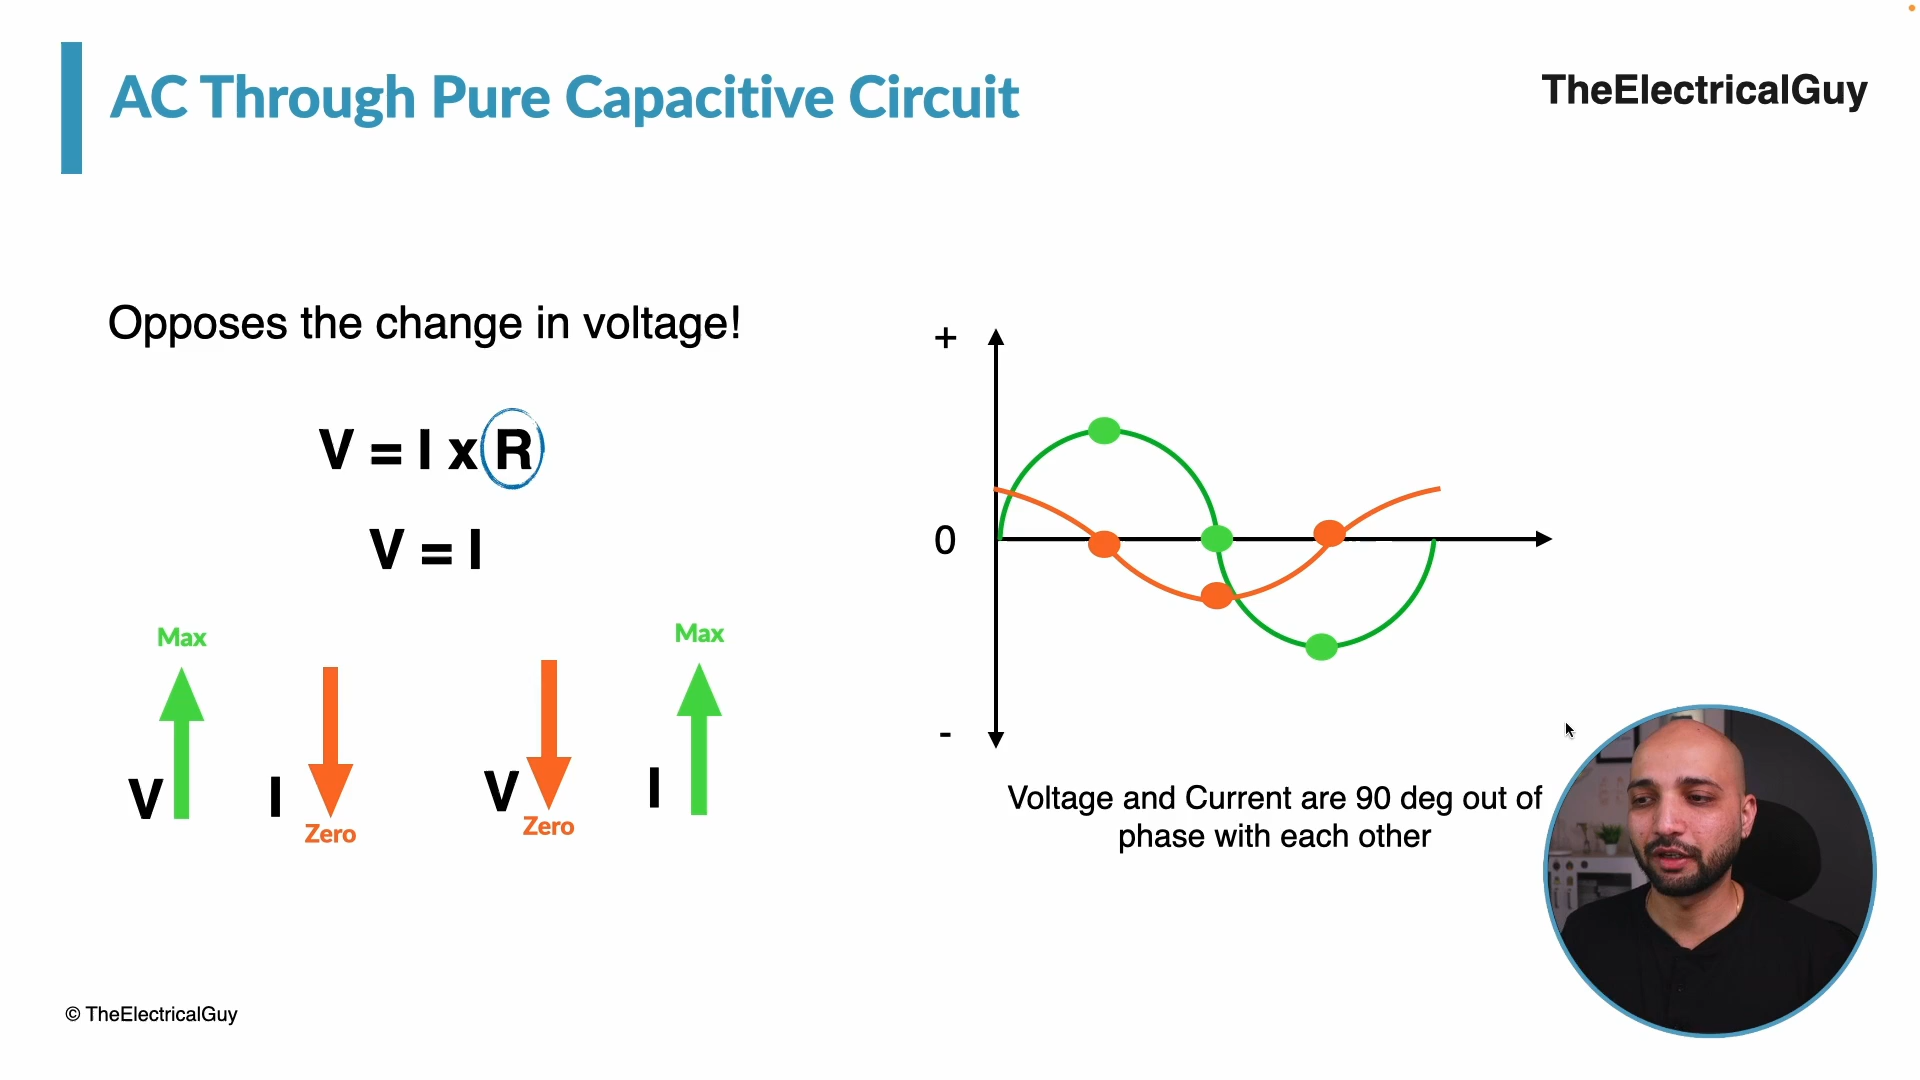 AC Through Pure Capacitive Circuit
TheElectricalGuy
Opposes the change in voltage!
V = I x R
V = I
Max
V
I
Zero
V
Zero
Max
I
+
0
-
Voltage and Current are 90 deg out of
phase with each other
© TheElectricalGuy